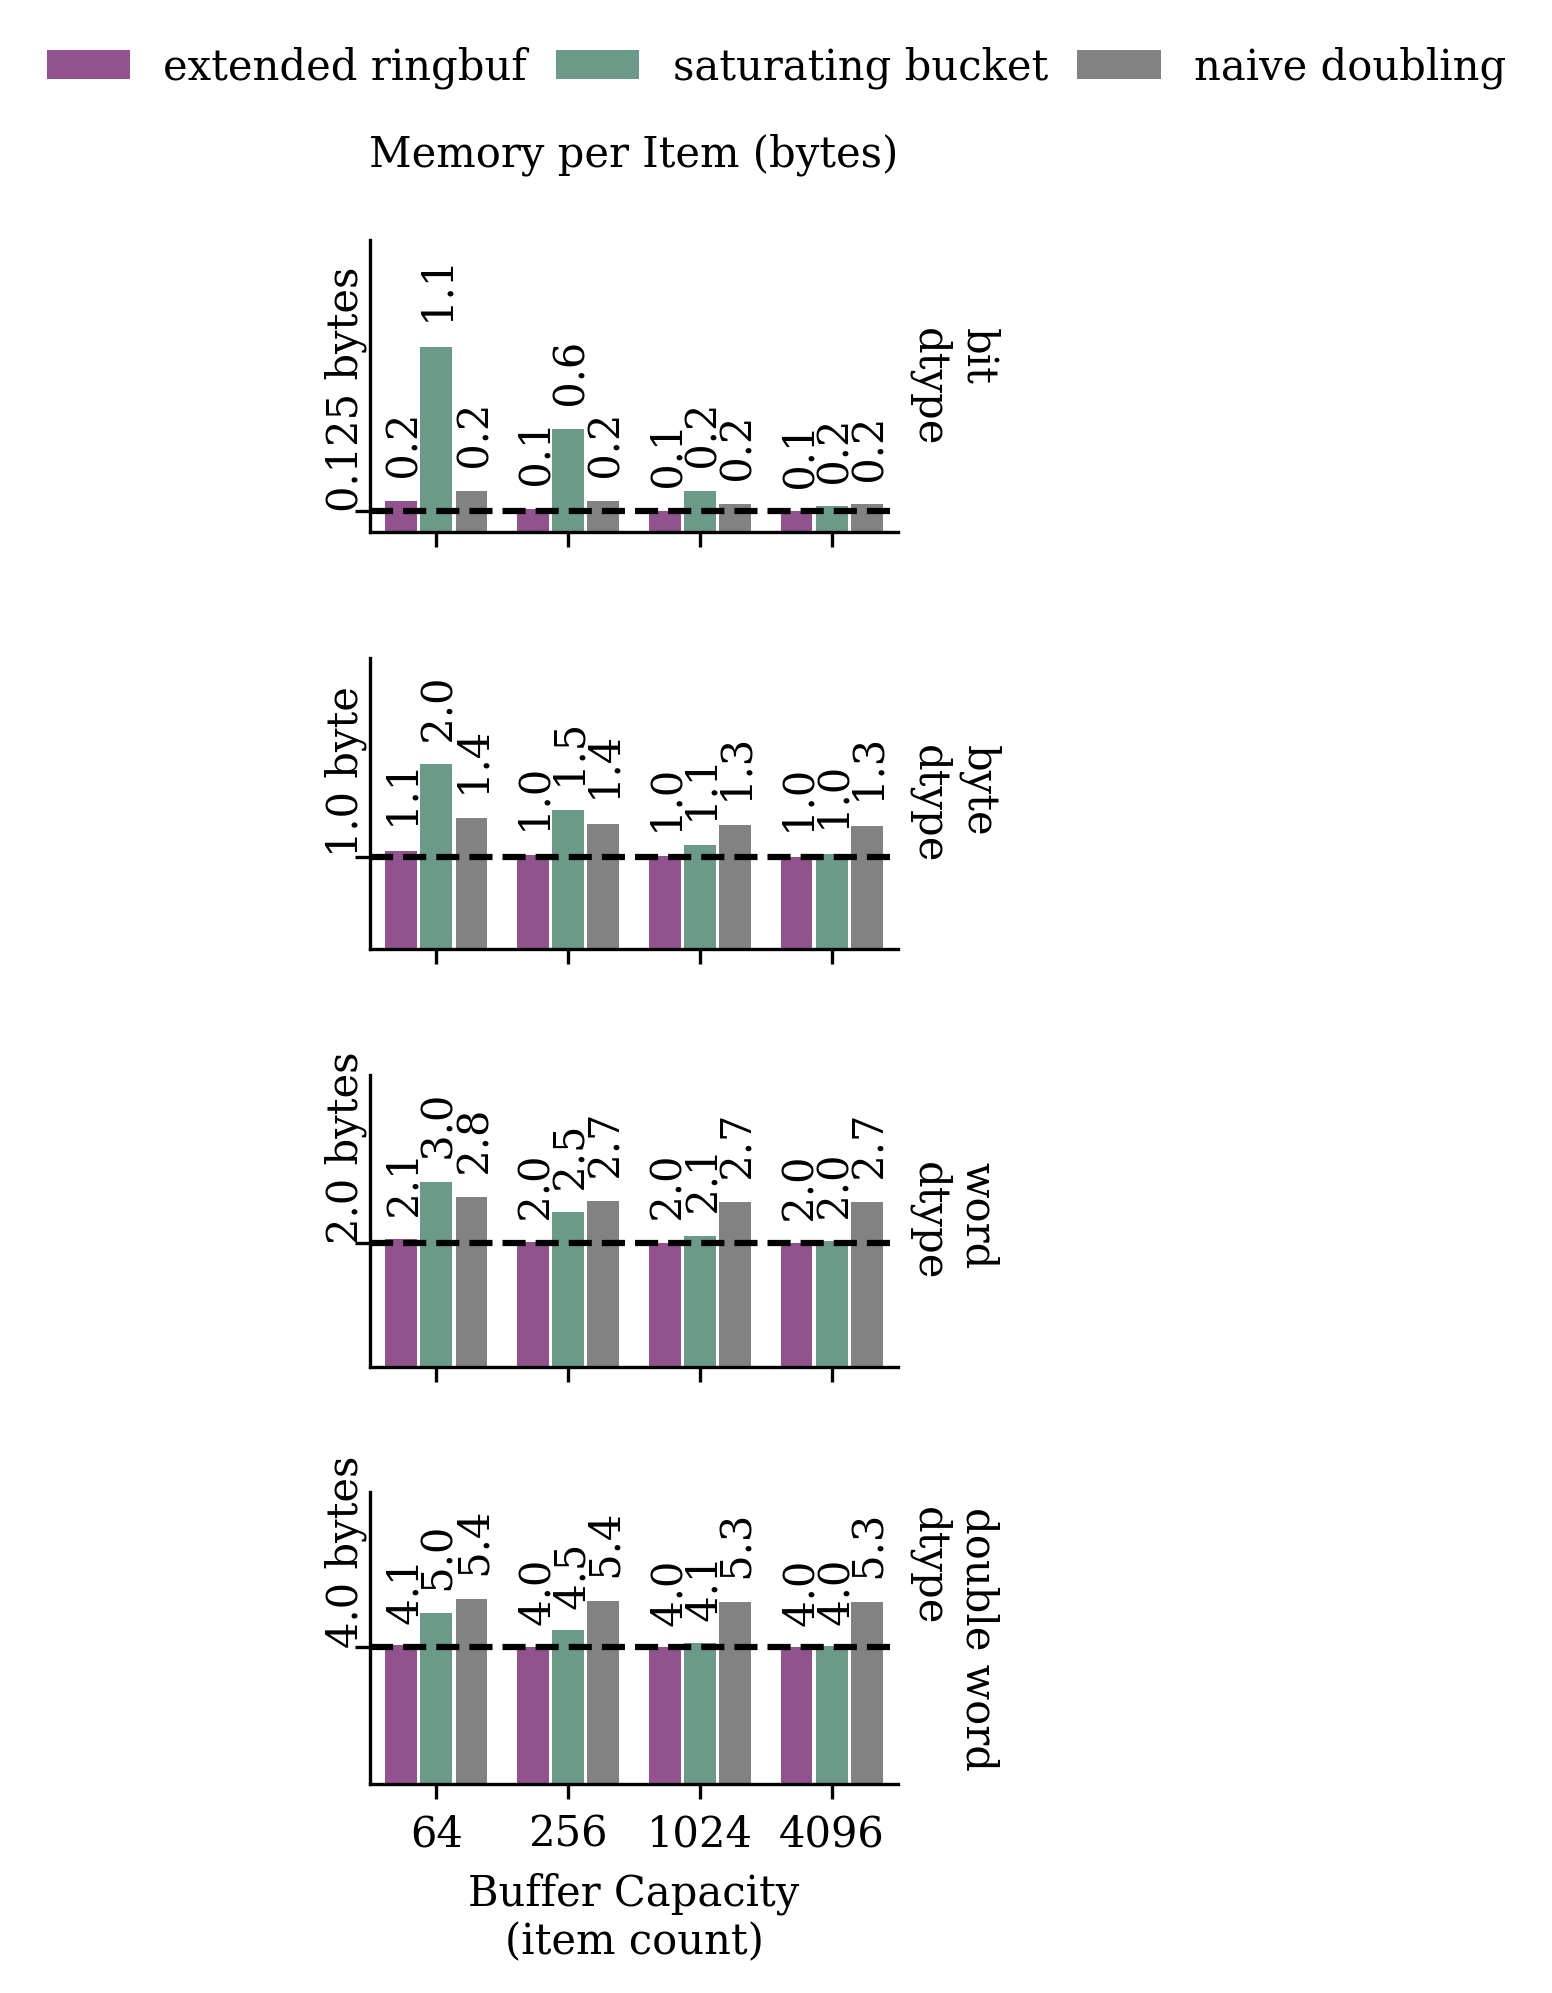 extended ringbuf saturating bucket naive doubling
Memory per Item (bytes)
0.125 bytes
0.2 1.1 0.2 0.1 0.6 0.2 0.1 0.2 0.2 0.1 0.2 0.2
bit
dtype
1.0 byte
1.1 2.0 1.4 1.0 1.5 1.4 1.0 1.1 1.3 1.0 1.0 1.3
byte
dtype
2.0 bytes
2.1 3.0 2.8 2.0 2.5 2.7 2.0 2.1 2.7 2.0 2.0 2.7
word
dtype
4.0 bytes
4.1 5.0 5.4 4.0 4.5 5.4 4.0 4.1 5.3 4.0 4.0 5.3
double word
dtype
64 256 1024 4096
Buffer Capacity
(item count)